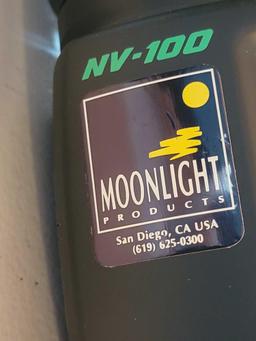 NV-100
MOONLIGHT
PRODUCTS
San Diego, CA USA
(619) 625-0300